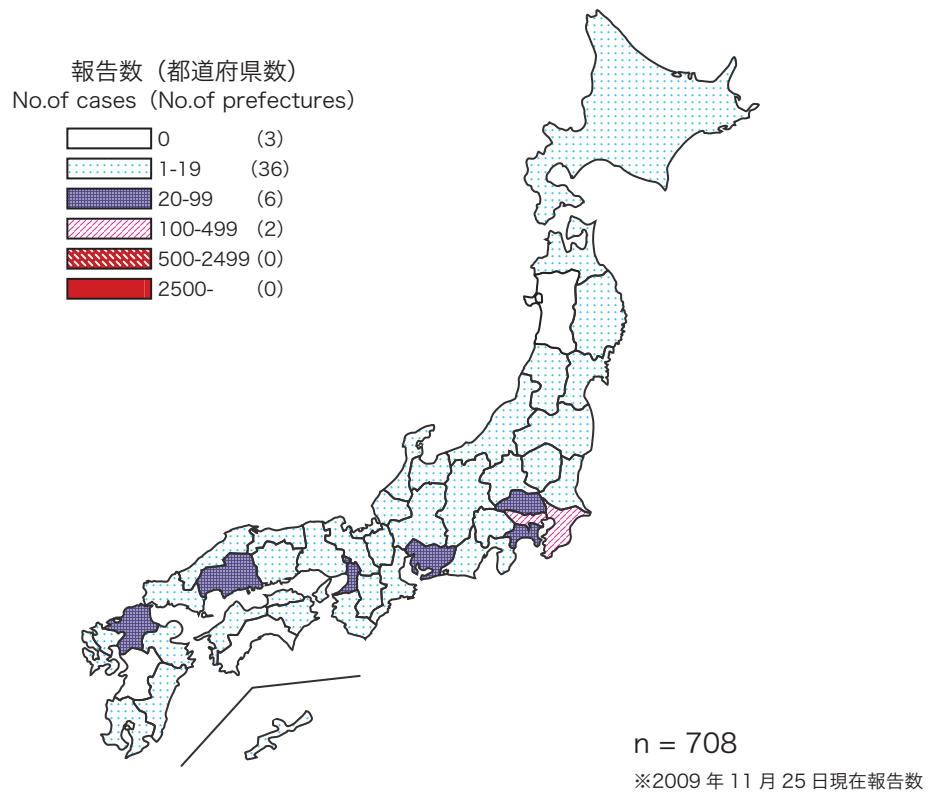 報告数（都道府県数）
No.of cases（No.of prefectures）
0 （3）
1-19 （36）
20-99 （6）
100-499 （2）
500-2499（0）
2500- （0）
n = 708
※2009 年 11 月 25 日現在報告数